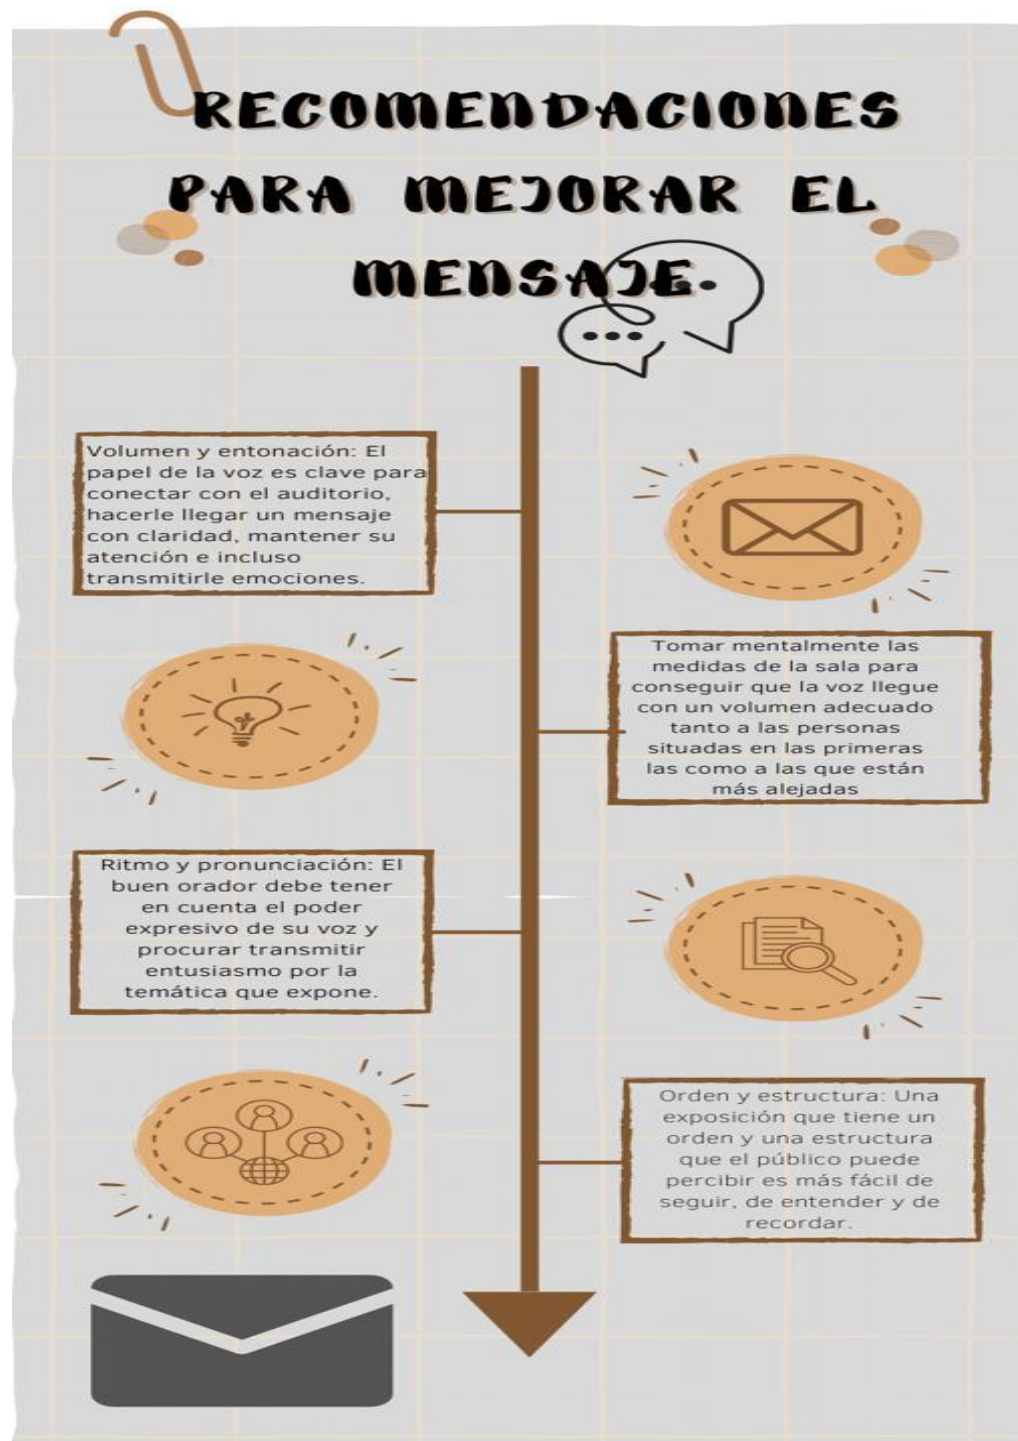 RECOMENDACIONES
PARA MEJORAR EL
MENSAJE
Volumen y entonación: El
papel de la voz es clave para
conectar con el auditorio,
hacerle llegar un mensaje
con claridad, mantener su
atención e incluso
transmitirle emociones.
Tomar mentalmente las
medidas de la sala para
conseguir que la voz llegue
con un volumen adecuado
tanto a las personas
situadas en las primeras
las como a las que están
más alejadas
Ritmo y pronunciación: El
buen orador debe tener
en cuenta el poder
expresivo de su voz y
procurar transmitir
entusiasmo por la
temática que expone.
Orden y estructura: Una
exposición que tiene un
orden y una estructura
que el público puede
percibir es más fácil de
seguir, de entender y de
recordar.